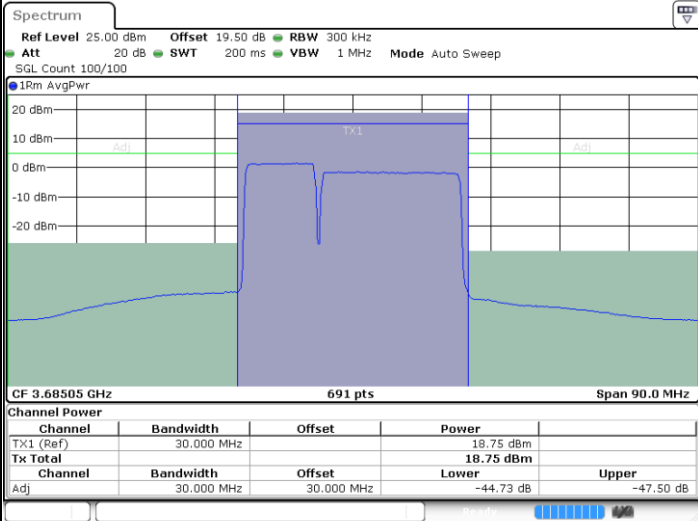 Spectrum
Ref Level 25.00 dBm Offset 19.50 dB RBW 300 kHz
Att 20 dB SWT 200 ms VBW 1 MHz Mode Auto Sweep
SGL Count 100/100
1Rm AvgPwr
20 dBm
TX1
10 dBm
Adj Adj
0 dBm
-10 dBm
-20 dBm
CF 3.68505 GHz 691 pts Span 90.0 MHz
Channel Power
Channel Bandwidth Offset Power
TX1 (Ref) 30.000 MHz 18.75 dBm
Tx Total 18.75 dBm
Channel Bandwidth Offset Lower Upper
Adj 30.000 MHz 30.000 MHz -44.73 dB -47.50 dB
Ready